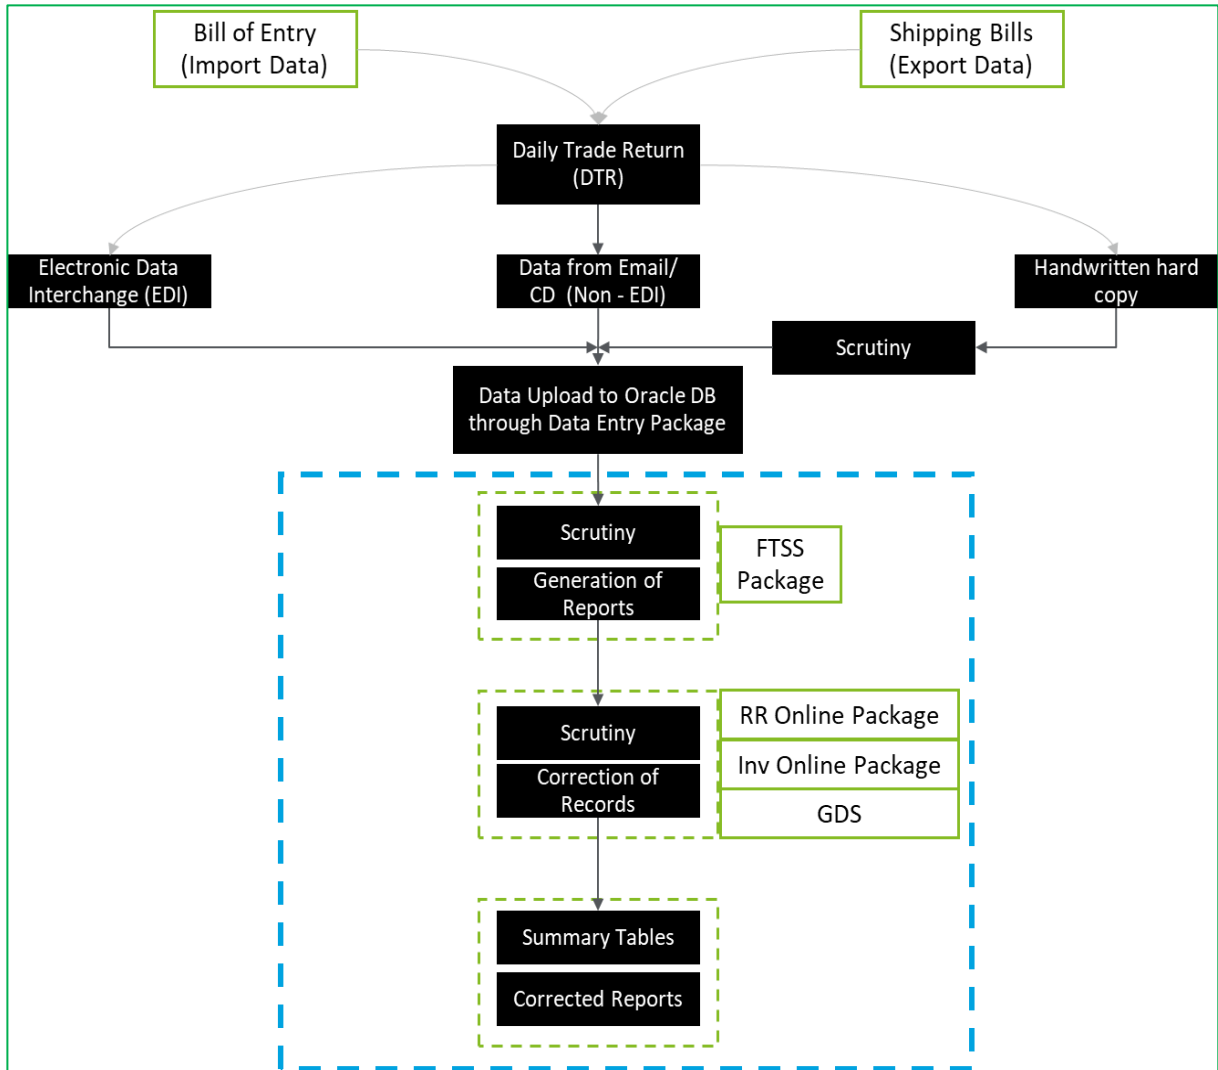 Bill of Entry
(Import Data)
Shipping Bills
(Export Data)
Daily Trade Return
(DTR)
Electronic Data
Interchange (EDI)
Data from Email/
CD (Non - EDI)
Handwritten hard
copy
Scrutiny
Data Upload to Oracle DB
through Data Entry Package
Scrutiny
Generation of
Reports
FTSS
Package
Scrutiny
Correction of
Records
RR Online Package
Inv Online Package
GDS
Summary Tables
Corrected Reports